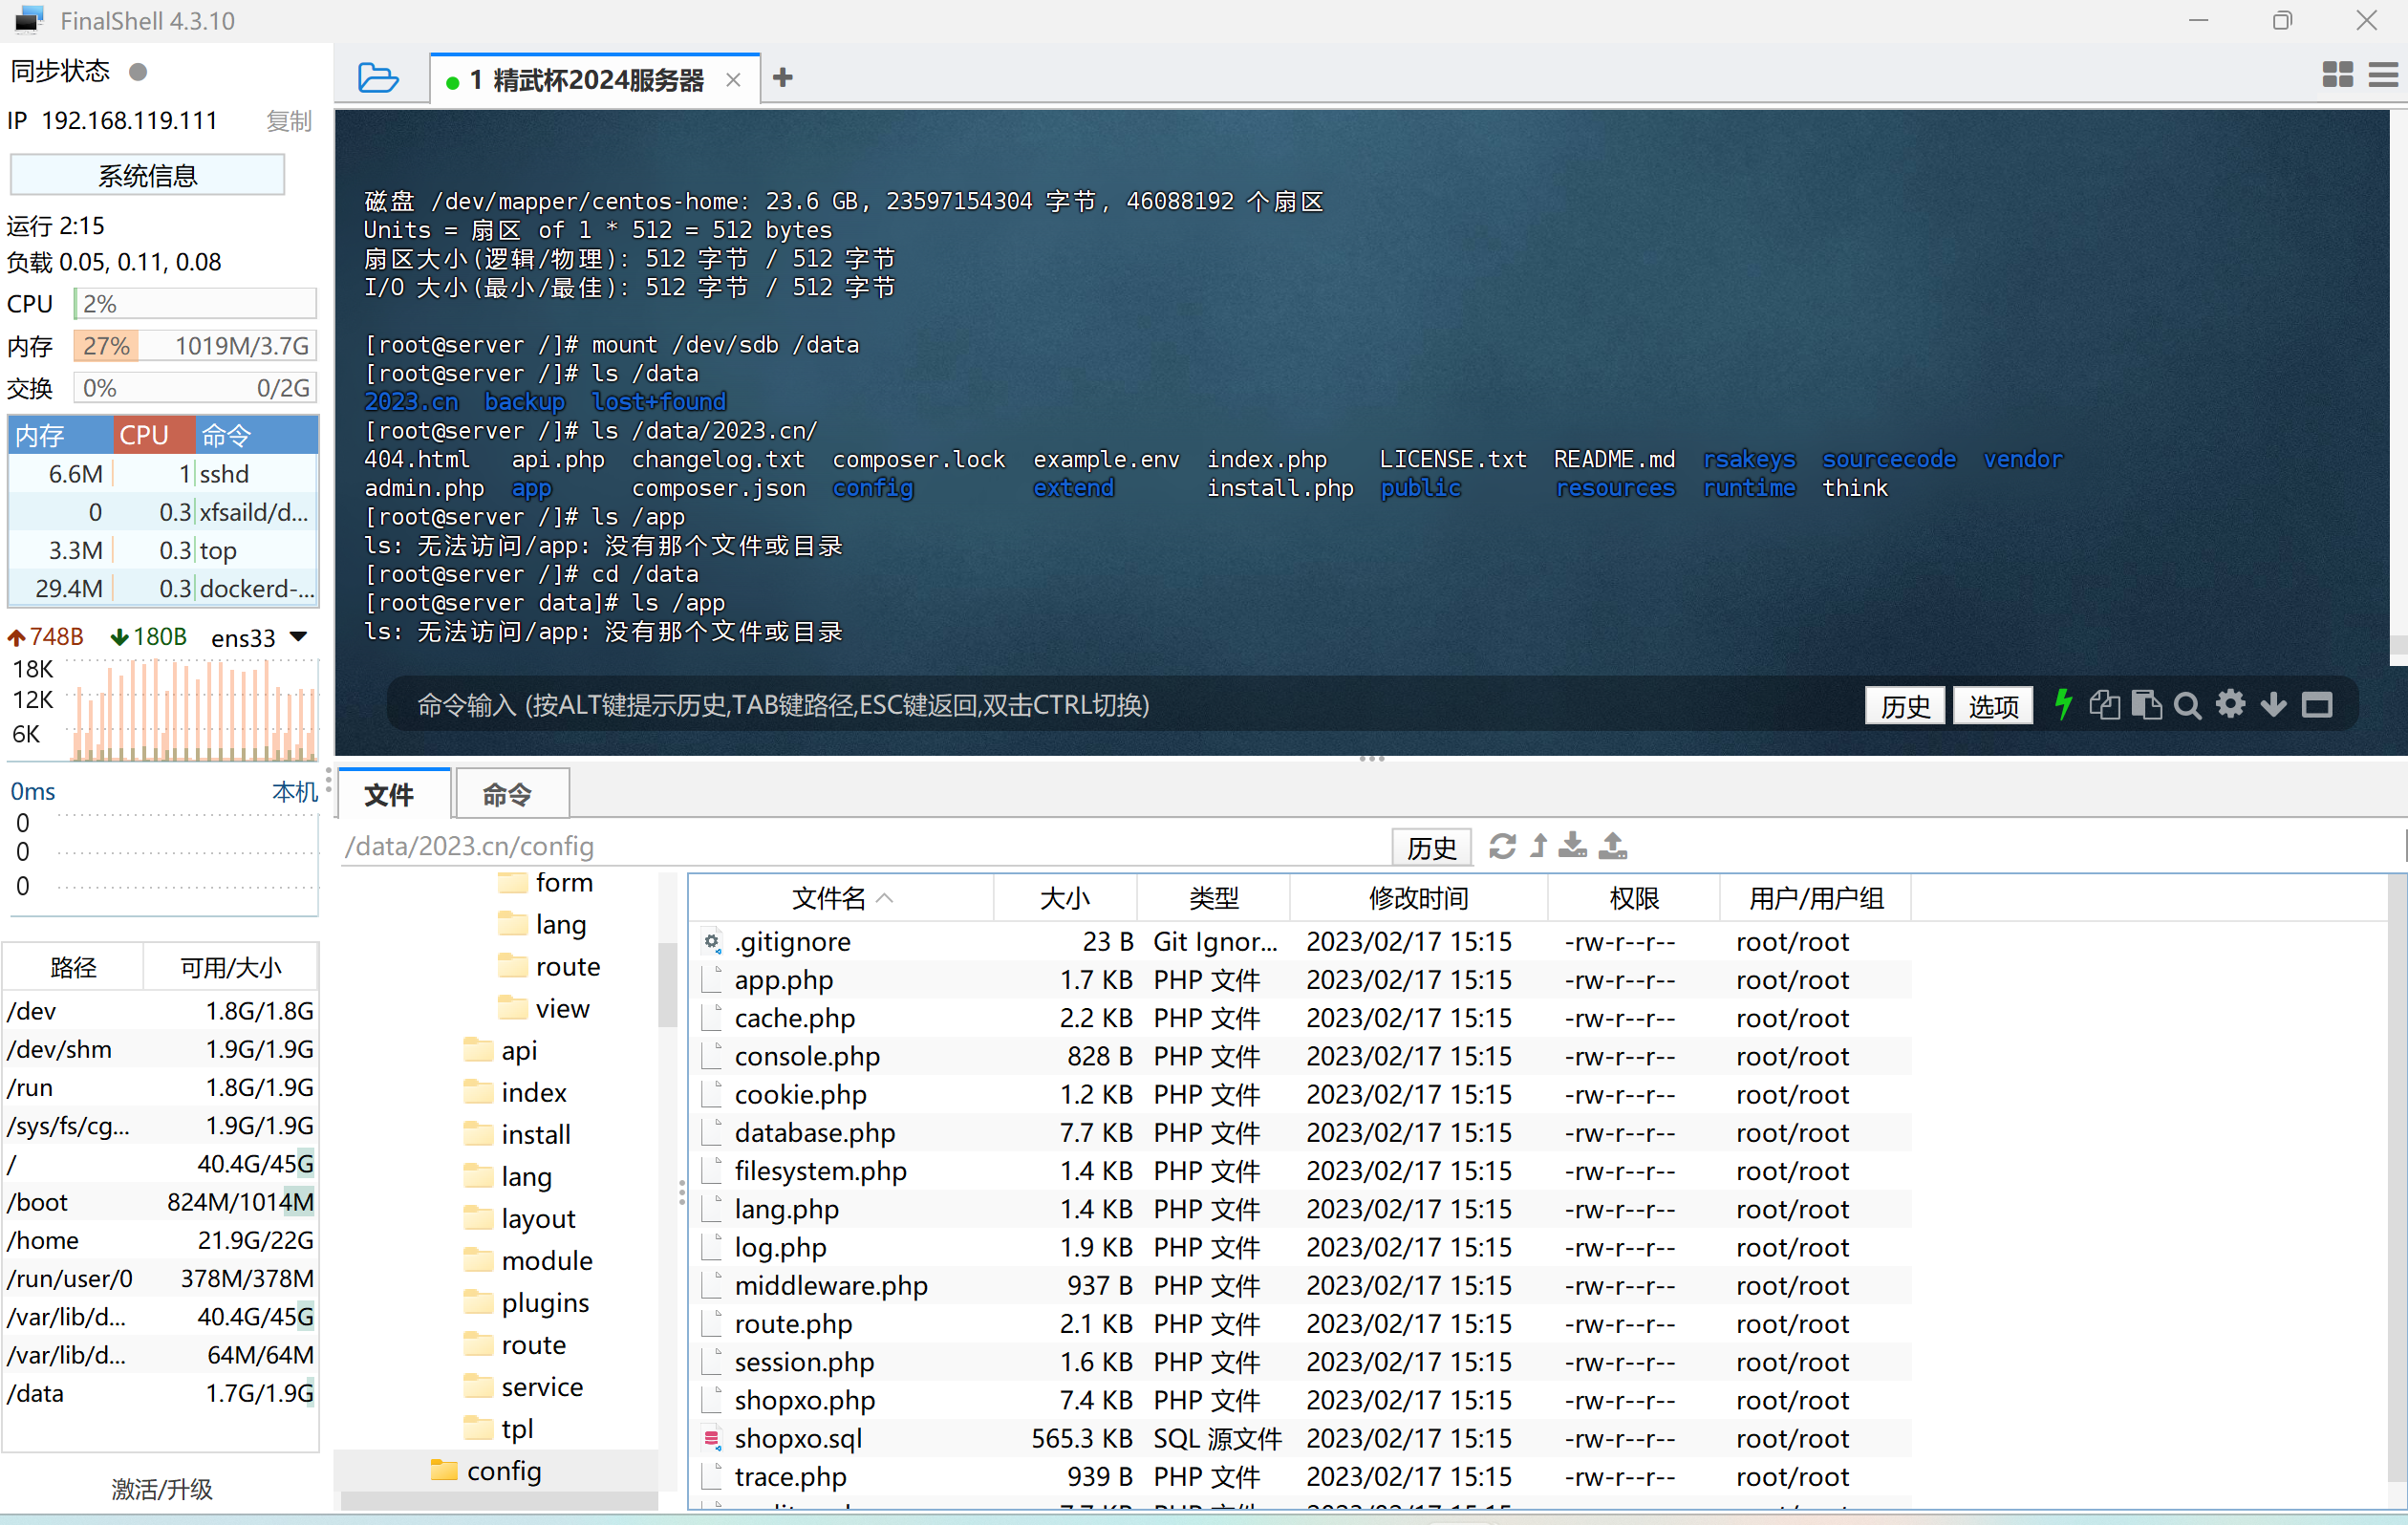 FinalShell 4.3.10
同步状态
IP 192.168.119.111 复制
系统信息
运行 2:15
负载 0.05, 0.11, 0.08
CPU 2%
内存 27% 1019M/3.7G
交换 0% 0/2G
内存 CPU 命令
6.6M 1 sshd
0 0.3 xfsaild/d...
3.3M 0.3 top
29.4M 0.3 dockerd-...
748B 180B ens33
18K
12K
6K
0ms 本机
0
0
0
路径 可用/大小
/dev 1.8G/1.8G
/dev/shm 1.9G/1.9G
/run 1.8G/1.9G
/sys/fs/cg... 1.9G/1.9G
/ 40.4G/45G
/boot 824M/1014M
/home 21.9G/22G
/run/user/0 378M/378M
/var/lib/d... 40.4G/45G
/var/lib/d... 64M/64M
/data 1.7G/1.9G
激活/升级
1 精武杯2024服务器
磁盘 /dev/mapper/centos-home: 23.6 GB, 23597154304 字节, 46088192 个扇区
Units = 扇区 of 1 * 512 = 512 bytes
扇区大小(逻辑/物理): 512 字节 / 512 字节
I/O 大小(最小/最佳): 512 字节 / 512 字节
[root@server /]# mount /dev/sdb /data
[root@server /]# ls /data
2023.cn backup lost+found
[root@server /]# ls /data/2023.cn/
404.html api.php changelog.txt composer.lock example.env index.php LICENSE.txt README.md rsakeys sourcecode vendor
admin.php app composer.json config extend install.php public resources runtime think
[root@server /]# ls /app
ls: 无法访问/app: 没有那个文件或目录
[root@server /]# cd /data
[root@server data]# ls /app
ls: 无法访问/app: 没有那个文件或目录
命令输入 (按ALT键提示历史,TAB键路径,ESC键返回,双击CTRL切换)
历史 选项
文件 命令
/data/2023.cn/config 历史
form
lang
route
view
api
index
install
lang
layout
module
plugins
route
service
tpl
config
文件名 大小 类型 修改时间 权限 用户/用户组
.gitignore 23 B Git Ignor... 2023/02/17 15:15 -rw-r--r-- root/root
app.php 1.7 KB PHP 文件 2023/02/17 15:15 -rw-r--r-- root/root
cache.php 2.2 KB PHP 文件 2023/02/17 15:15 -rw-r--r-- root/root
console.php 828 B PHP 文件 2023/02/17 15:15 -rw-r--r-- root/root
cookie.php 1.2 KB PHP 文件 2023/02/17 15:15 -rw-r--r-- root/root
database.php 7.7 KB PHP 文件 2023/02/17 15:15 -rw-r--r-- root/root
filesystem.php 1.4 KB PHP 文件 2023/02/17 15:15 -rw-r--r-- root/root
lang.php 1.4 KB PHP 文件 2023/02/17 15:15 -rw-r--r-- root/root
log.php 1.9 KB PHP 文件 2023/02/17 15:15 -rw-r--r-- root/root
middleware.php 937 B PHP 文件 2023/02/17 15:15 -rw-r--r-- root/root
route.php 2.1 KB PHP 文件 2023/02/17 15:15 -rw-r--r-- root/root
session.php 1.6 KB PHP 文件 2023/02/17 15:15 -rw-r--r-- root/root
shopxo.php 7.4 KB PHP 文件 2023/02/17 15:15 -rw-r--r-- root/root
shopxo.sql 565.3 KB SQL 源文件 2023/02/17 15:15 -rw-r--r-- root/root
trace.php 939 B PHP 文件 2023/02/17 15:15 -rw-r--r-- root/root